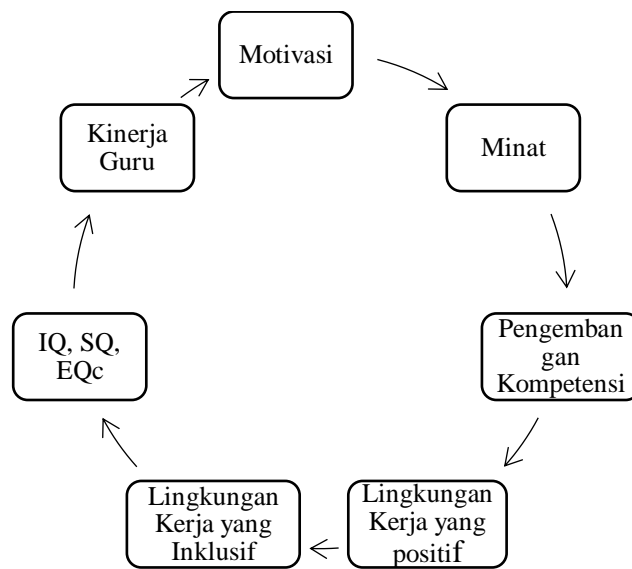 Motivasi
Minat
Pengemban
gan
Kompetensi
Lingkungan
Kerja yang
positif
Lingkungan
Kerja yang
Inklusif
IQ, SQ,
EQc
Kinerja
Guru